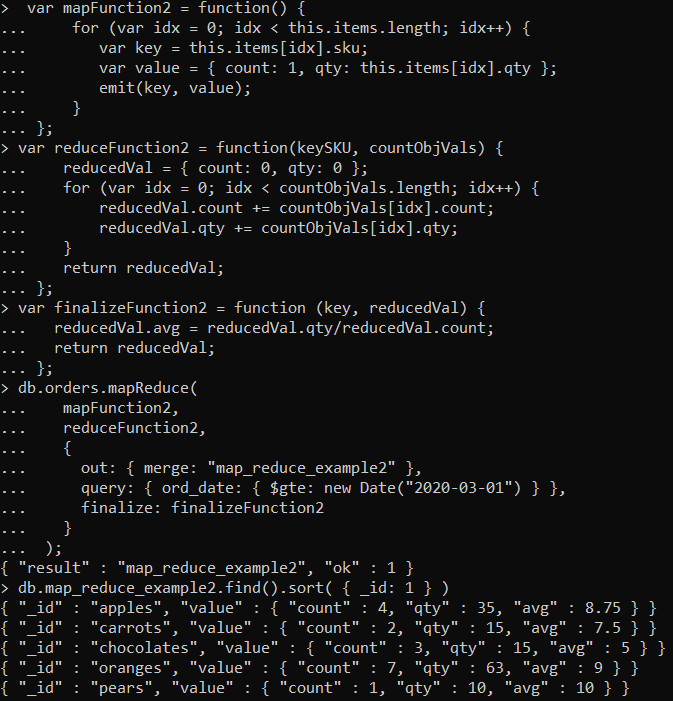 >  var mapFunction2 = function() {
...     for (var idx = 0; idx < this.items.length; idx++) {
...        var key = this.items[idx].sku;
...        var value = { count: 1, qty: this.items[idx].qty };
...        emit(key, value);
...     }
... };
> var reduceFunction2 = function(keySKU, countObjVals) {
...    reducedVal = { count: 0, qty: 0 };
...    for (var idx = 0; idx < countObjVals.length; idx++) {
...        reducedVal.count += countObjVals[idx].count;
...        reducedVal.qty += countObjVals[idx].qty;
...    }
...    return reducedVal;
... };
> var finalizeFunction2 = function (key, reducedVal) {
...   reducedVal.avg = reducedVal.qty/reducedVal.count;
...   return reducedVal;
... };
> db.orders.mapReduce(
...    mapFunction2,
...    reduceFunction2,
...    {
...      out: { merge: "map_reduce_example2" },
...      query: { ord_date: { $gte: new Date("2020-03-01") } },
...      finalize: finalizeFunction2
...    }
...  );
{ "result" : "map_reduce_example2", "ok" : 1 }
> db.map_reduce_example2.find().sort( { _id: 1 } )
{ "_id" : "apples", "value" : { "count" : 4, "qty" : 35, "avg" : 8.75 } }
{ "_id" : "carrots", "value" : { "count" : 2, "qty" : 15, "avg" : 7.5 } }
{ "_id" : "chocolates", "value" : { "count" : 3, "qty" : 15, "avg" : 5 } }
{ "_id" : "oranges", "value" : { "count" : 7, "qty" : 63, "avg" : 9 } }
{ "_id" : "pears", "value" : { "count" : 1, "qty" : 10, "avg" : 10 } }